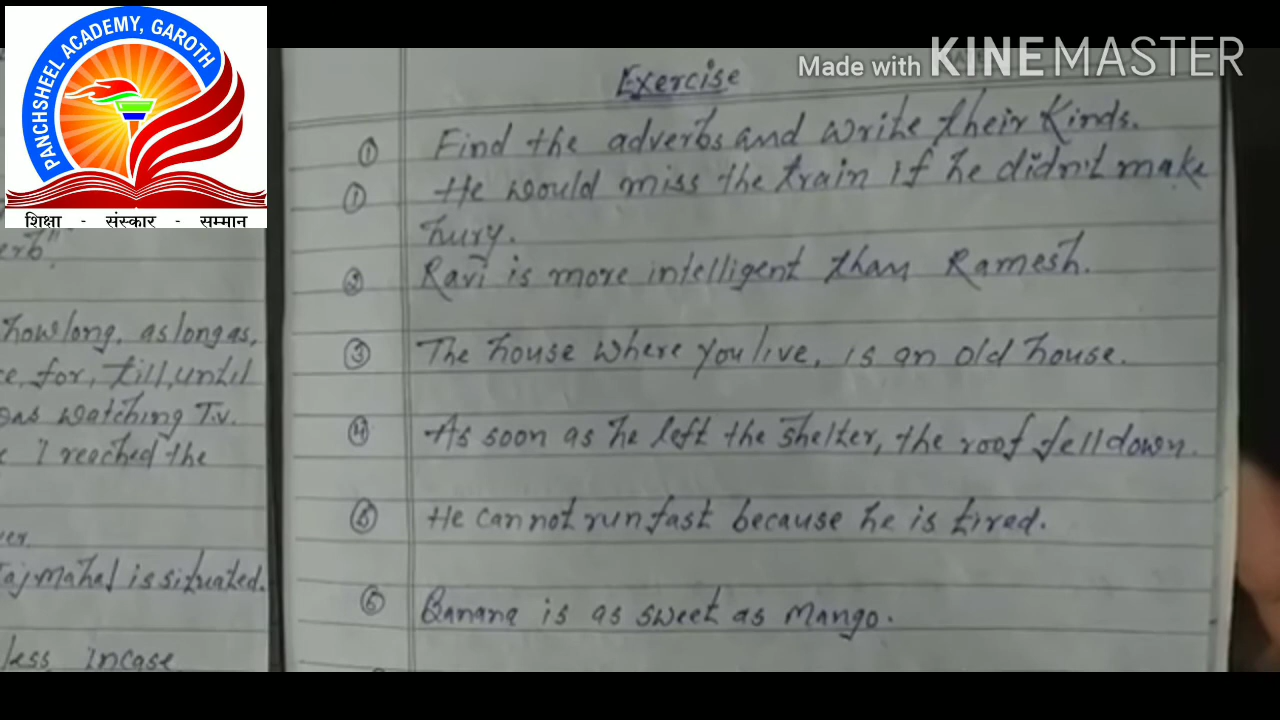 PANCHSHEEL ACADEMY, GAROTH
शिक्षा - संस्कार - सम्मान
Made with KINEMASTER
erb"
how long, as long as,
for, till, until
was watching T.V.
I reached the
Taj Mahal is situated.
less, incase
Exercise
① Find the adverbs and write their kinds.
① He would miss the train if he didn't make
hury.
② Ravi is more intelligent than Ramesh.
③ The house where you live, is an old house.
④ As soon as he left the shelter, the roof fell down.
⑤ He can not run fast because he is tired.
⑥ Banana is as sweet as mango.